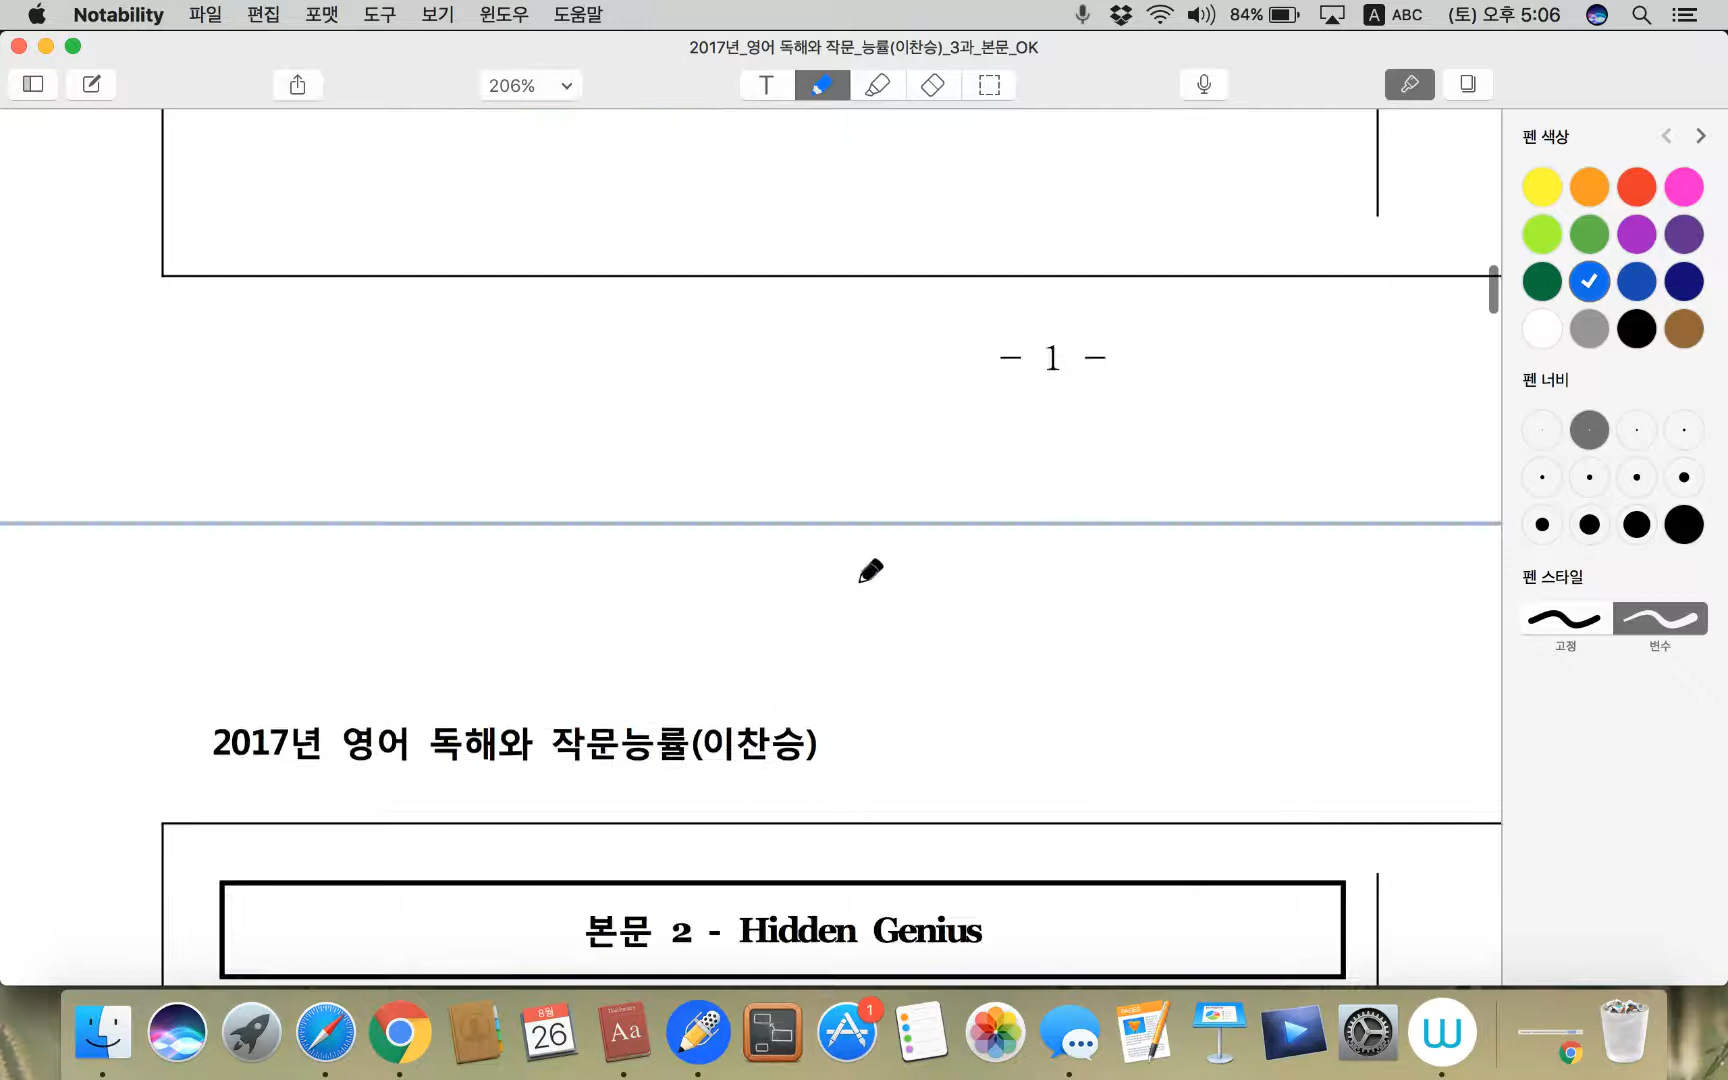 Notability 파일 편집 포맷 도구 보기 윈도우 도움말 84% A ABC (토) 오후 5:06
2017년_영어 독해와 작문_능률(이찬승)_3과_본문_OK
206% T
펜 색상
- 1 -
펜 너비
펜 스타일
고정 변수
2017년 영어 독해와 작문능률(이찬승)
본문 2 - Hidden Genius
8월
26
Aa
1
W